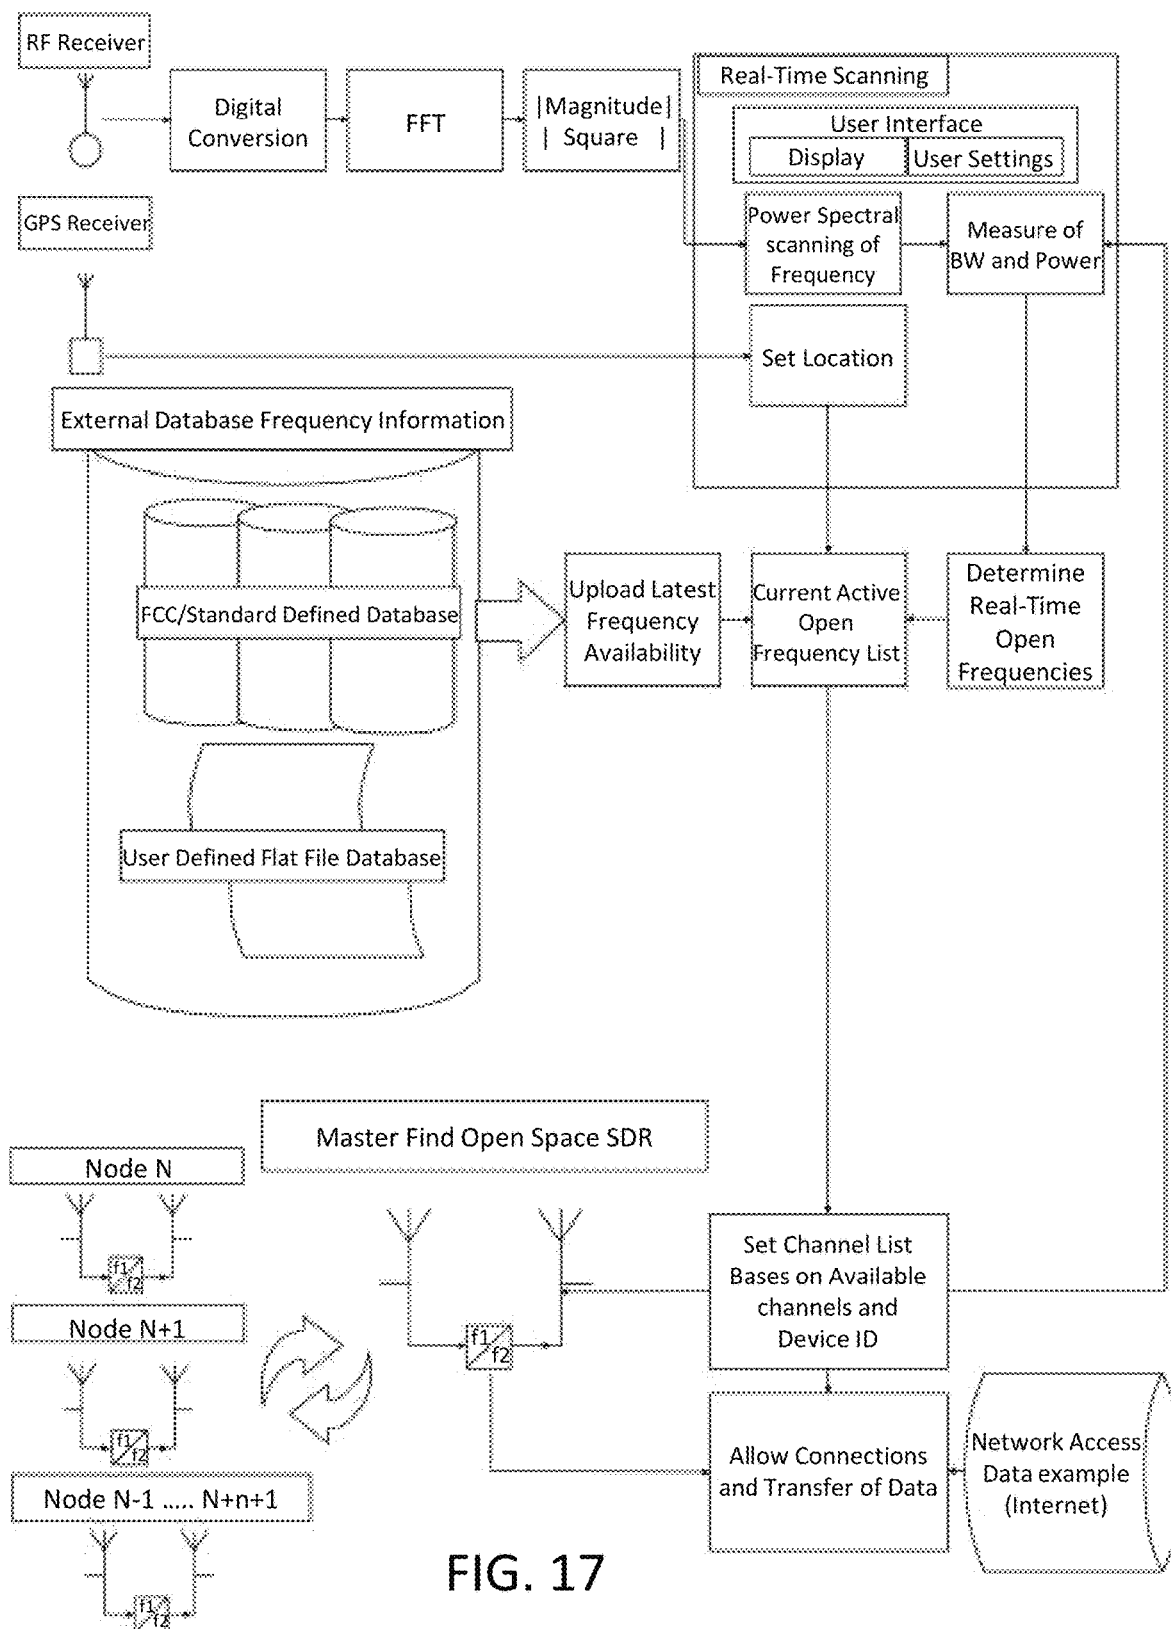 RF Receiver
Digital
Conversion
FFT
|Magnitude|
| Square |
Real-Time Scanning
User Interface
Display
User Settings
GPS Receiver
Power Spectral
scanning of
Frequency
Measure of
BW and Power
Set Location
External Database Frequency Information
FCC/Standard Defined Database
Upload Latest
Frequency
Availability
Current Active
Open
Frequency List
Determine
Real-Time
Open
Frequencies
User Defined Flat File Database
Master Find Open Space SDR
Node N
f1
f2
Node N+1
f1
f2
Node N-1 ..... N+n+1
f1
f2
f1
f2
Set Channel List
Bases on Available
channels and
Device ID
Allow Connections
and Transfer of Data
Network Access
Data example
(Internet)
FIG. 17